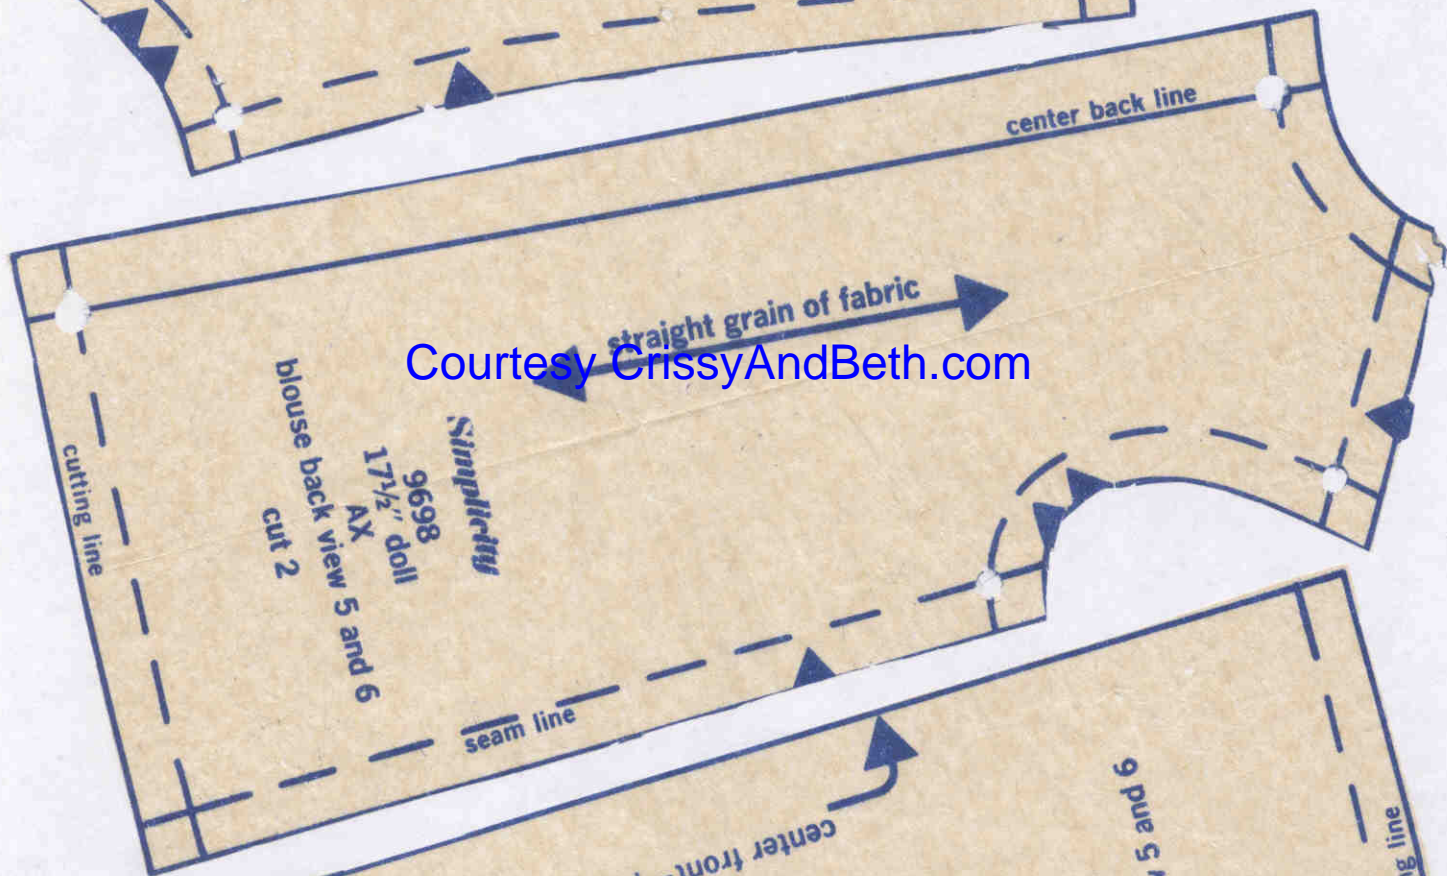 center back line
straight grain of fabric
Courtesy CrissyAndBeth.com
Simplicity
9698
17½" doll
AX
blouse back view 5 and 6
cut 2
cutting line
seam line
center front
5 and 6
line